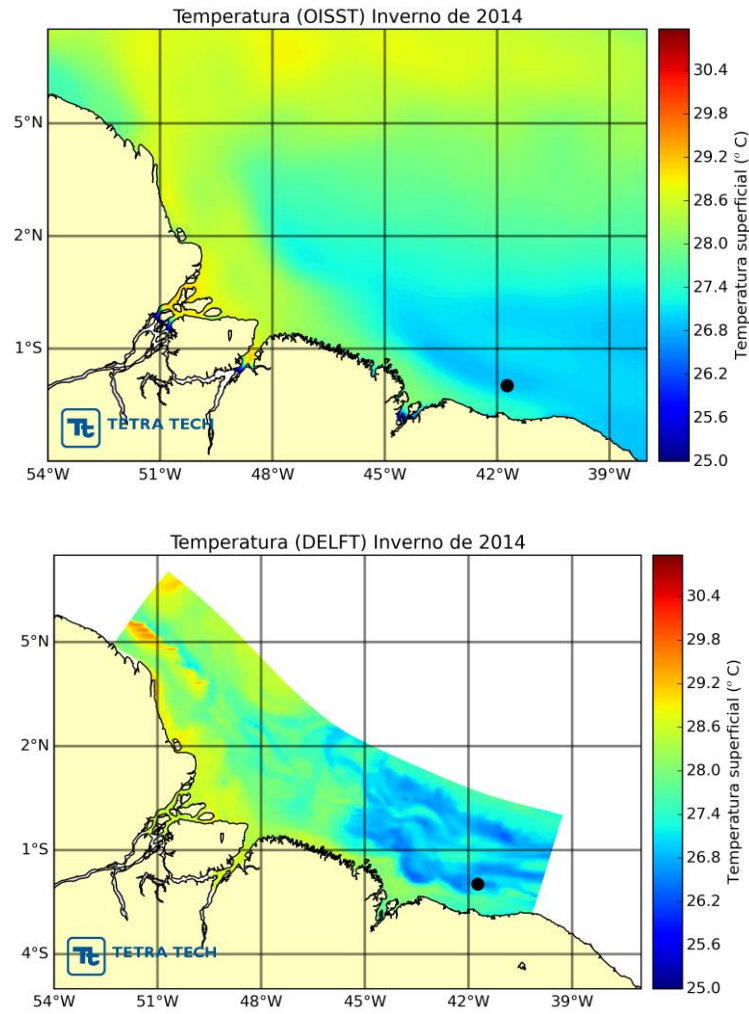 Temperatura (OISST) Inverno de 2014
5°N
2°N
1°S
54°W 51°W 48°W 45°W 42°W 39°W
30.4
29.8
29.2
28.6
28.0
27.4
26.8
26.2
25.6
25.0
Temperatura superficial (° C)
Tt TETRA TECH
Temperatura (DELFT) Inverno de 2014
5°N
2°N
1°S
4°S
54°W 51°W 48°W 45°W 42°W 39°W
30.4
29.8
29.2
28.6
28.0
27.4
26.8
26.2
25.6
25.0
Temperatura superficial (° C)
Tt TETRA TECH